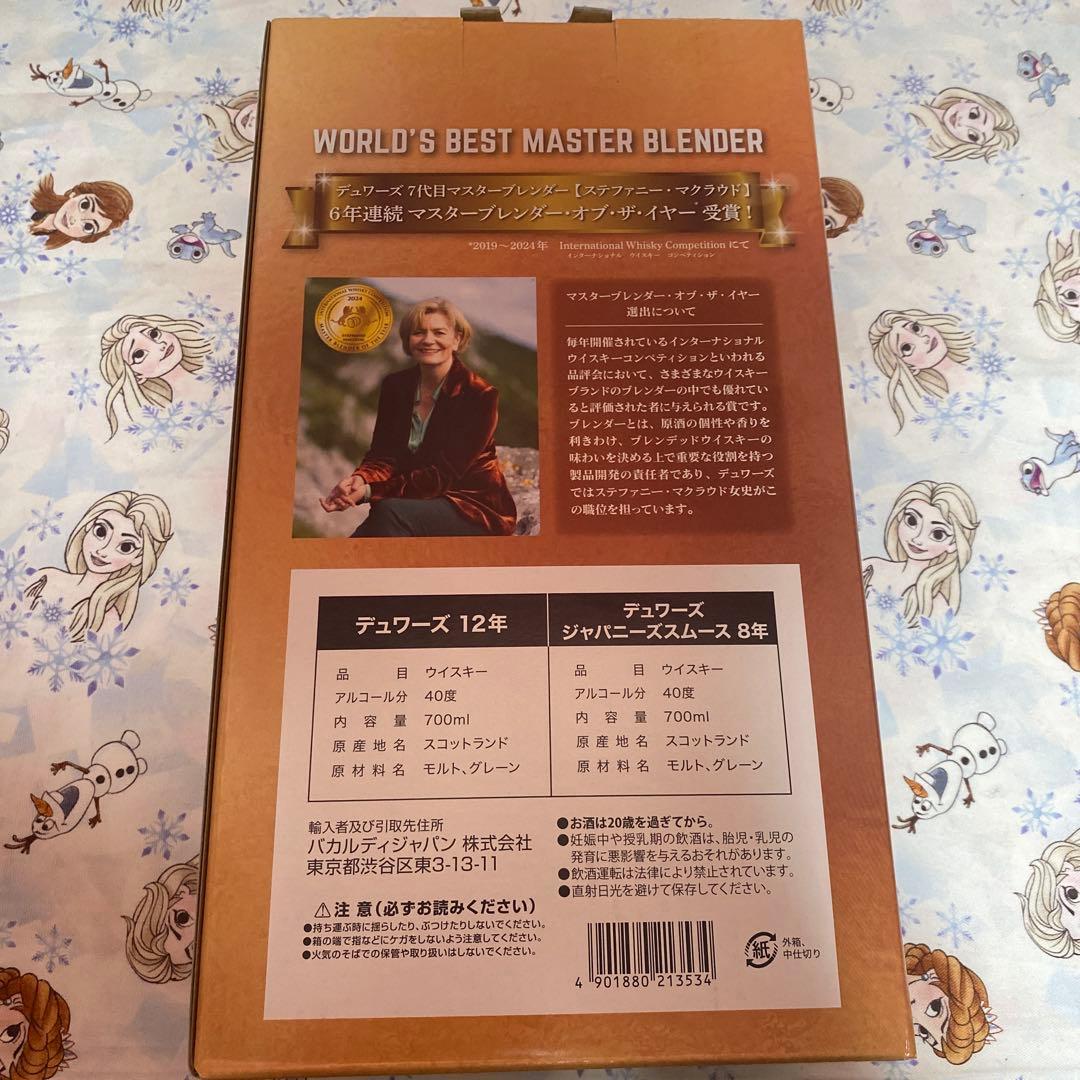 WORLD'S BEST MASTER BLENDER
デュワーズ 7代目マスターブレンダー【ステファニー・マクラウド】
6年連続 マスターブレンダー・オブ・ザ・イヤー 受賞！
*2019〜2024年 International Whisky Competition にて
インターナショナル ウイスキー コンペティション
INTERNATIONAL WHISKY COMPETITION
2024
MASTER BLENDER OF THE YEAR
マスターブレンダー・オブ・ザ・イヤー
選出について
毎年開催されているインターナショナル
ウイスキーコンペティションといわれる
品評会において、さまざまなウイスキー
ブランドのブレンダーの中でも優れてい
ると評価された者に与えられる賞です。
ブレンダーとは、原酒の個性や香りを
利きわけ、ブレンデッドウイスキーの
味わいを決める上で重要な役割を持つ
製品開発の責任者であり、デュワーズ
ではステファニー・マクラウド女史がこ
の職位を担っています。
デュワーズ 12年
品目 ウイスキー
アルコール分 40度
内容量 700ml
原産地名 スコットランド
原材料名 モルト、グレーン
デュワーズ
ジャパニーズスムース 8年
品目 ウイスキー
アルコール分 40度
内容量 700ml
原産地名 スコットランド
原材料名 モルト、グレーン
輸入者及び引取先住所
バカルディジャパン 株式会社
東京都渋谷区東3-13-11
⚠注 意（必ずお読みください）
●持ち運ぶ時に揺らしたり、ぶつけたりしないでください。
●箱の端で指などにケガをしないよう注意してください。
●火気のそばでの保管や取り扱いはしないでください。
●お酒は20歳を過ぎてから。
●妊娠中や授乳期の飲酒は、胎児・乳児の
発育に悪影響を与えるおそれがあります。
●飲酒運転は法律により禁止されています。
●直射日光を避けて保存してください。
4 901880 213534
紙
外箱、
中仕切り